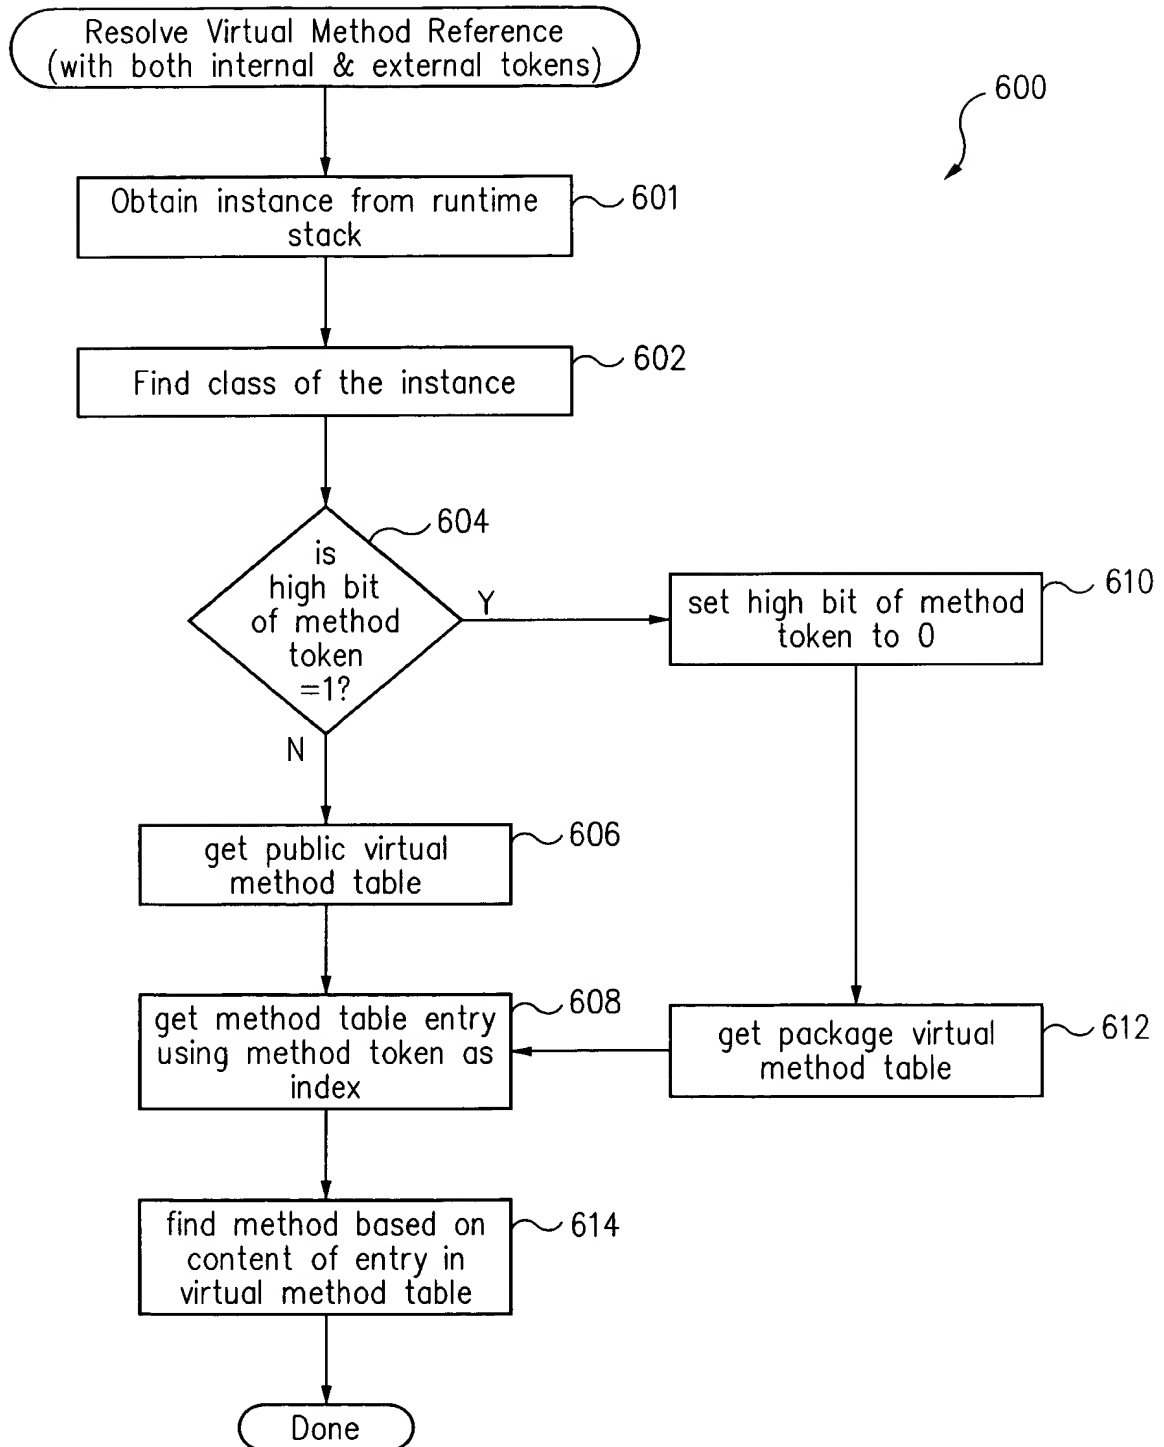 Resolve Virtual Method Reference
(with both internal & external tokens)
600
Obtain instance from runtime
stack
601
Find class of the instance
602
604
is
high bit
of method
token
=1?
Y
N
set high bit of method
token to 0
610
get public virtual
method table
606
get method table entry
using method token as
index
608
get package virtual
method table
612
find method based on
content of entry in
virtual method table
614
Done